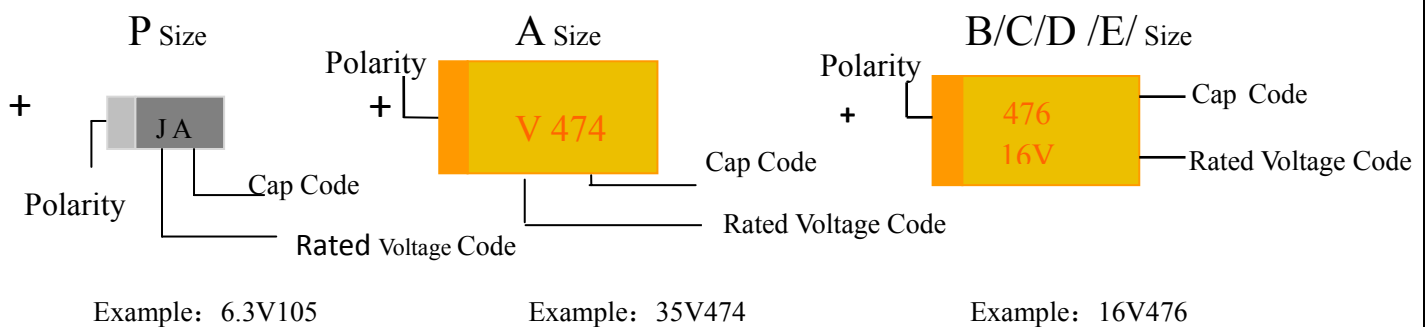 P Size
A Size
B/C/D /E/ Size
Polarity
Polarity
+
+
+
J A
V 474
476
16V
Cap Code
Rated Voltage Code
Cap Code
Cap Code
Polarity
Rated Voltage Code
Rated Voltage Code
Example：6.3V105
Example：35V474
Example：16V476